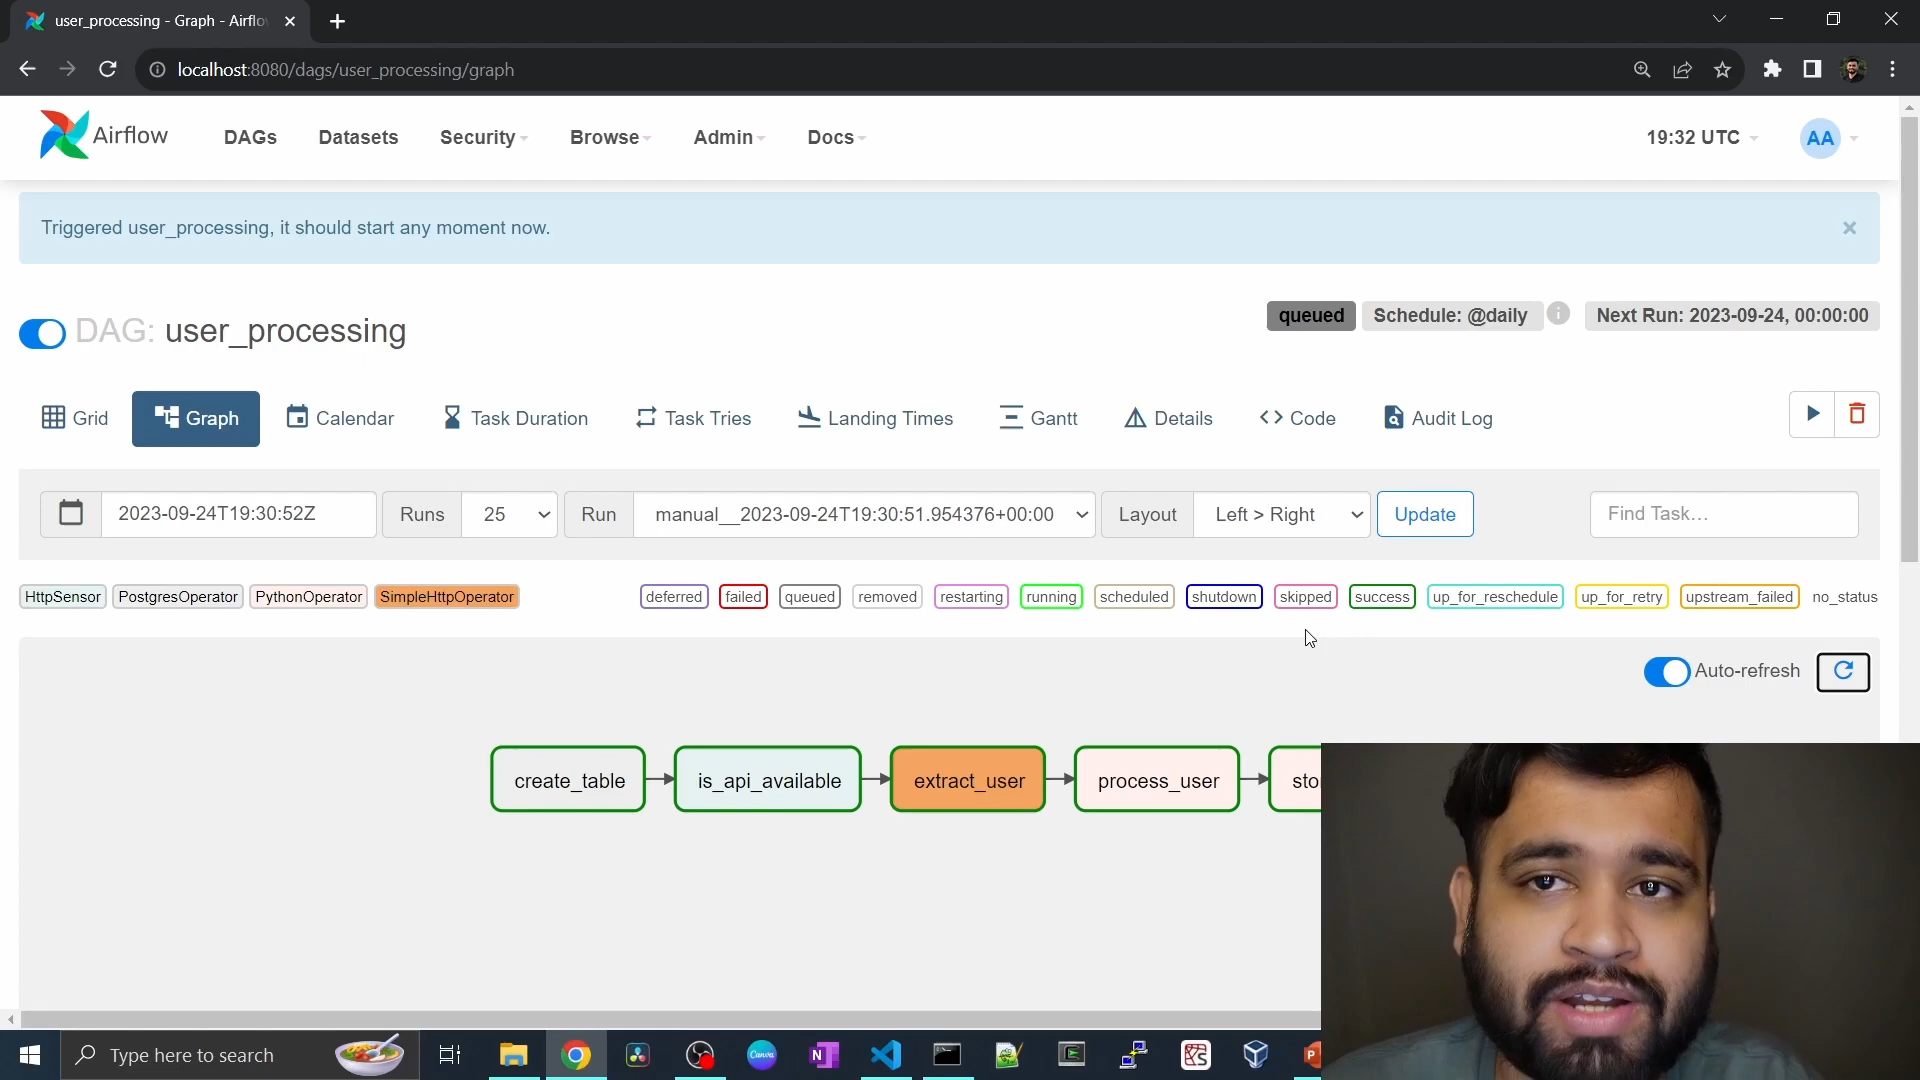 user_processing - Graph - Airflo
localhost:8080/dags/user_processing/graph
Airflow DAGs Datasets Security Browse Admin Docs 19:32 UTC AA
Triggered user_processing, it should start any moment now.
DAG: user_processing queued Schedule: @daily Next Run: 2023-09-24, 00:00:00
Grid Graph Calendar Task Duration Task Tries Landing Times Gantt Details Code Audit Log
2023-09-24T19:30:52Z Runs 25 Run manual__2023-09-24T19:30:51.954376+00:00 Layout Left > Right Update Find Task…
HttpSensor PostgresOperator PythonOperator SimpleHttpOperator deferred failed queued removed restarting running scheduled shutdown skipped success up_for_reschedule up_for_retry upstream_failed no_status
Auto-refresh
create_table is_api_available extract_user process_user sto
Type here to search
Canva